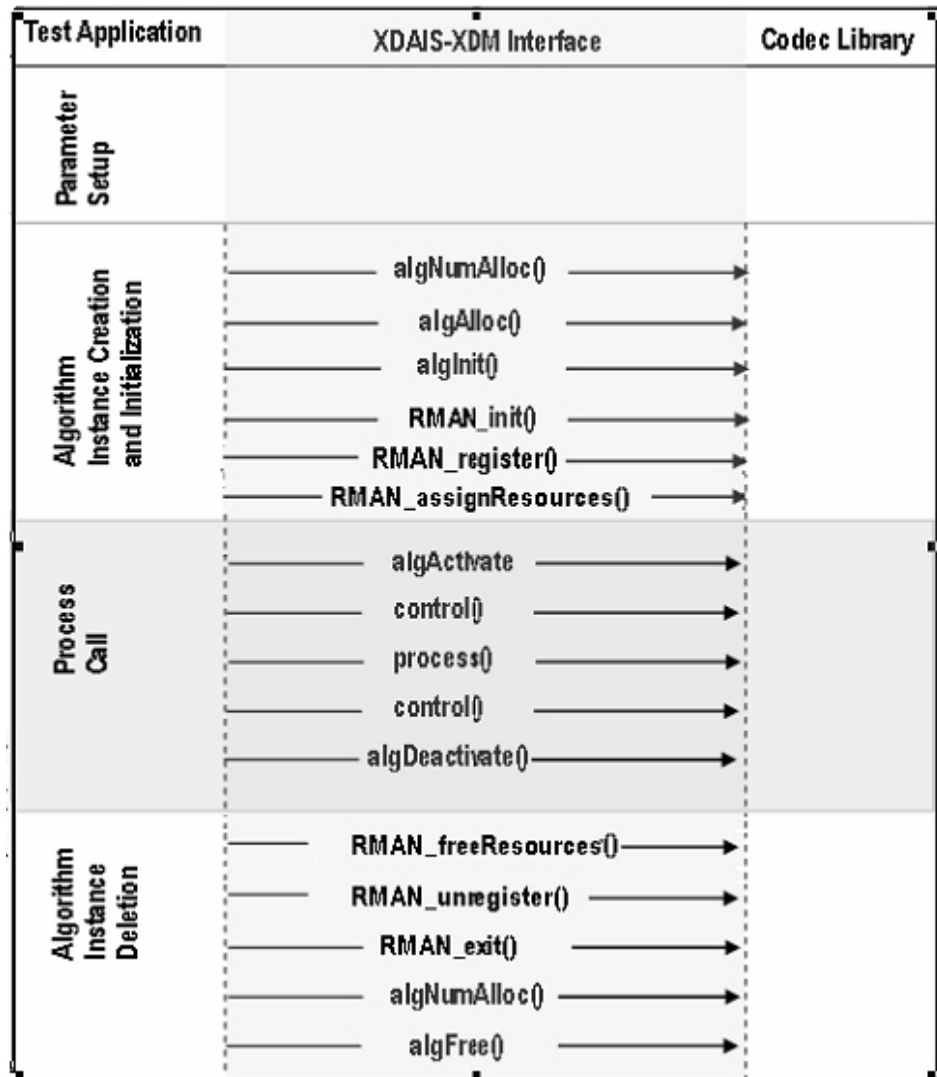 Test Application
XDAIS-XDM Interface
Codec Library
Parameter
Setup
Algorithm
Instance Creation
and Initialization
algNumAlloc()
algAlloc()
algInit()
RMAN_init()
RMAN_register()
RMAN_assignResources()
Process
Call
algActivate
control()
process()
control()
algDeactivate()
Algorithm
Instance
Deletion
RMAN_freeResources()
RMAN_unregister()
RMAN_exit()
algNumAlloc()
algFree()